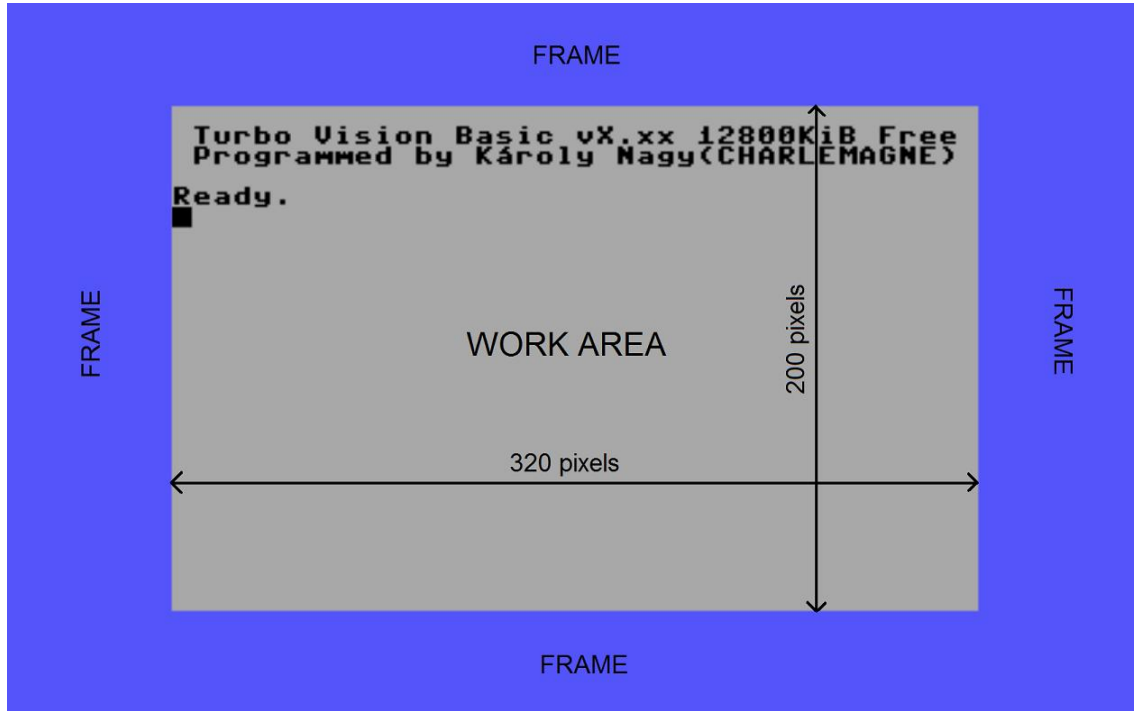 FRAME
Turbo Vision Basic vX.xx 12800KiB Free
Programmed by Károly Nagy(CHARLEMAGNE)
Ready.
FRAME
WORK AREA
200 pixels
FRAME
320 pixels
FRAME